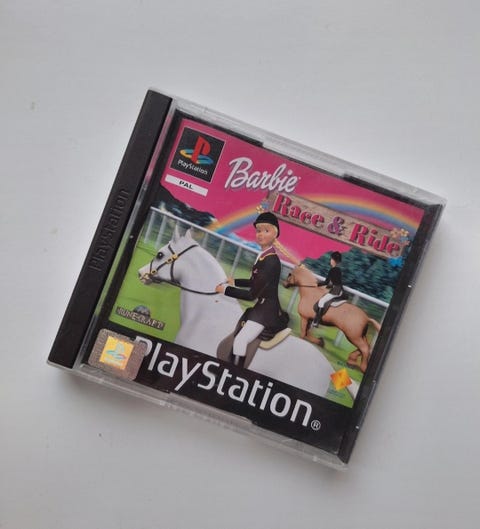 PlayStation
PlayStation
PAL
Barbie
Race & Ride
RUNECRAFT
PlayStation®